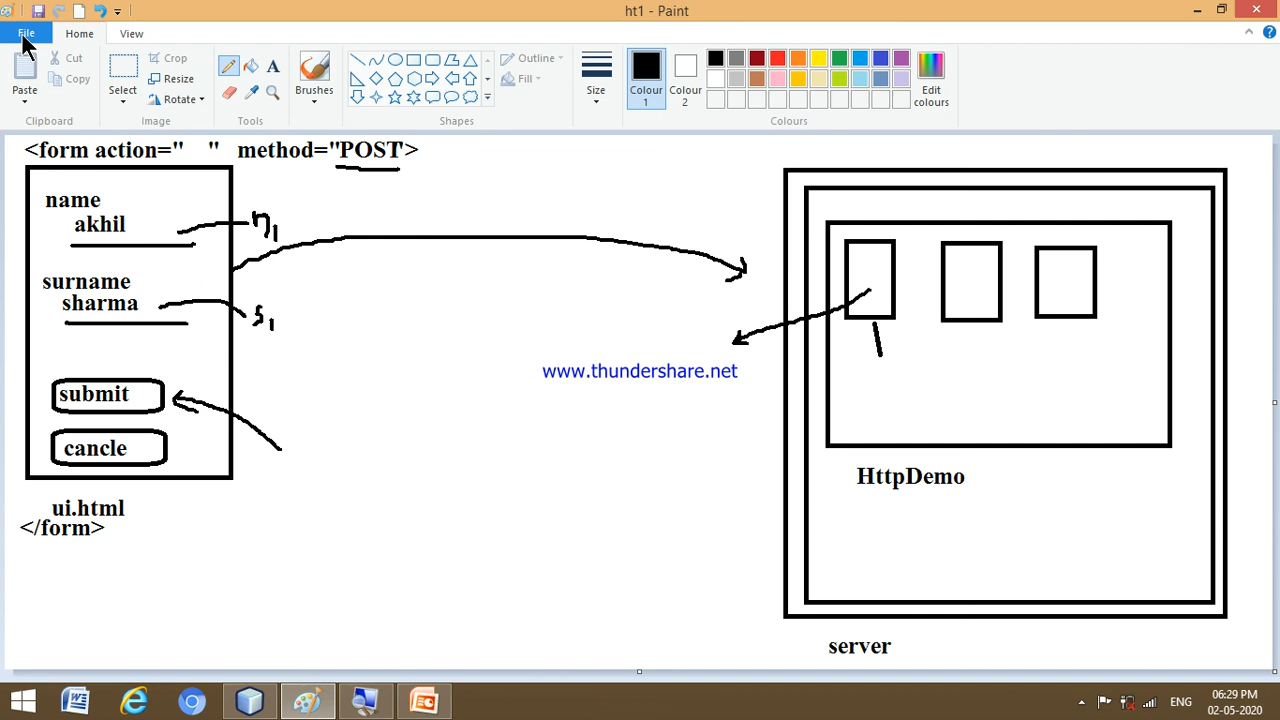 ht1 - Paint
File Home View
Paste
Cut
Copy
Clipboard
Select
Crop
Resize
Rotate
Image
Tools
Brushes
Outline
Fill
Shapes
Size
Colour 1
Colour 2
Edit colours
Colours
<form action="    "   method="POST">
name
akhil
n1
surname
sharma
s1
submit
cancle
ui.html
</form>
www.thundershare.net
HttpDemo
server
ENG
06:29 PM
02-05-2020